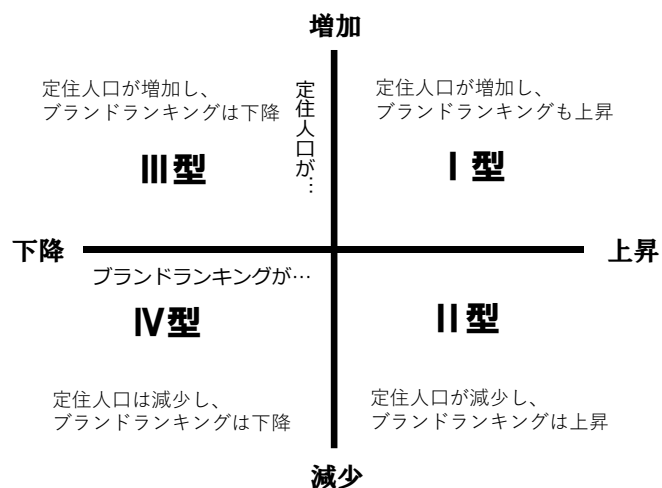 増加
定住人口が増加し、
ブランドランキングは下降
Ⅲ型
定住人口が…
定住人口が増加し、
ブランドランキングも上昇
Ⅰ型
下降
上昇
ブランドランキングが…
Ⅳ型
定住人口は減少し、
ブランドランキングは下降
Ⅱ型
定住人口が減少し、
ブランドランキングは上昇
減少